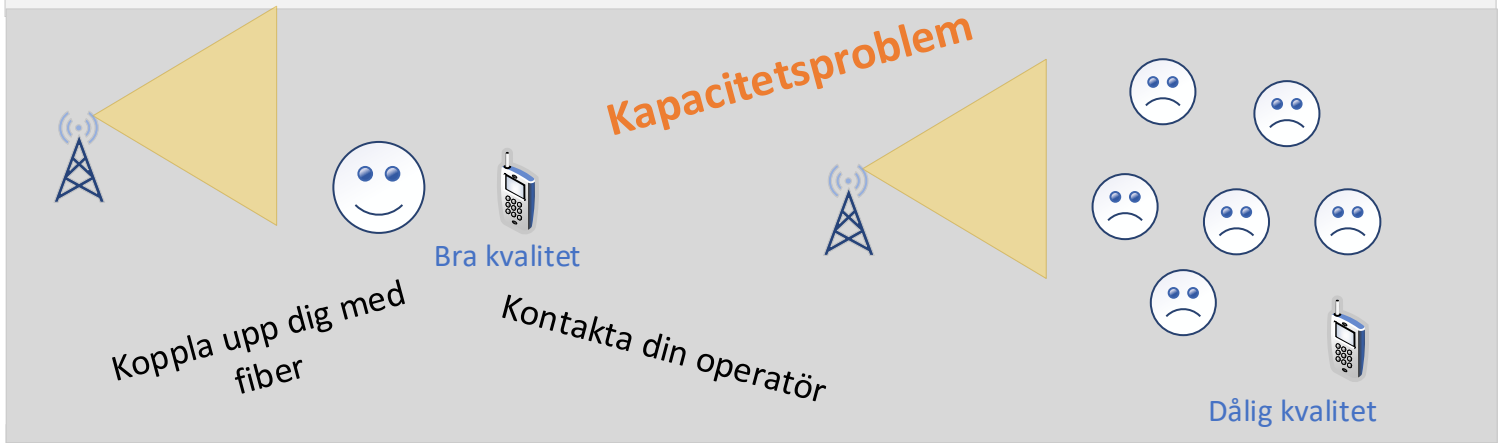 Kapacitetsproblem
Bra kvalitet
Koppla upp dig med
fiber
Kontakta din operatör
Dålig kvalitet